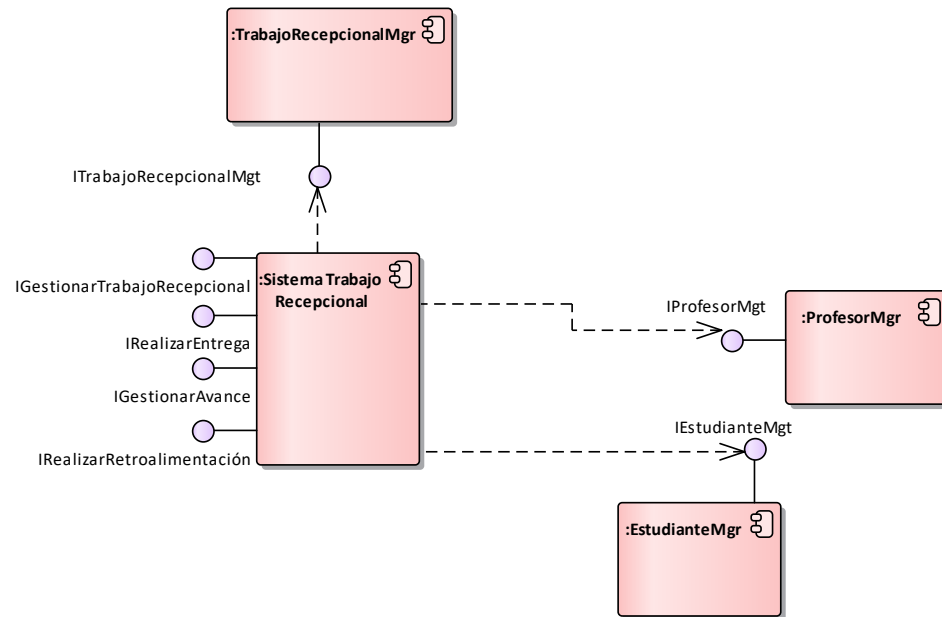 :TrabajoRecepcionalMgr
ITrabajoRecepcionalMgt
:Sistema Trabajo
Recepcional
IGestionarTrabajoRecepcional
IRealizarEntrega
IGestionarAvance
IRealizarRetroalimentación
IProfesorMgt
:ProfesorMgr
IEstudianteMgt
:EstudianteMgr